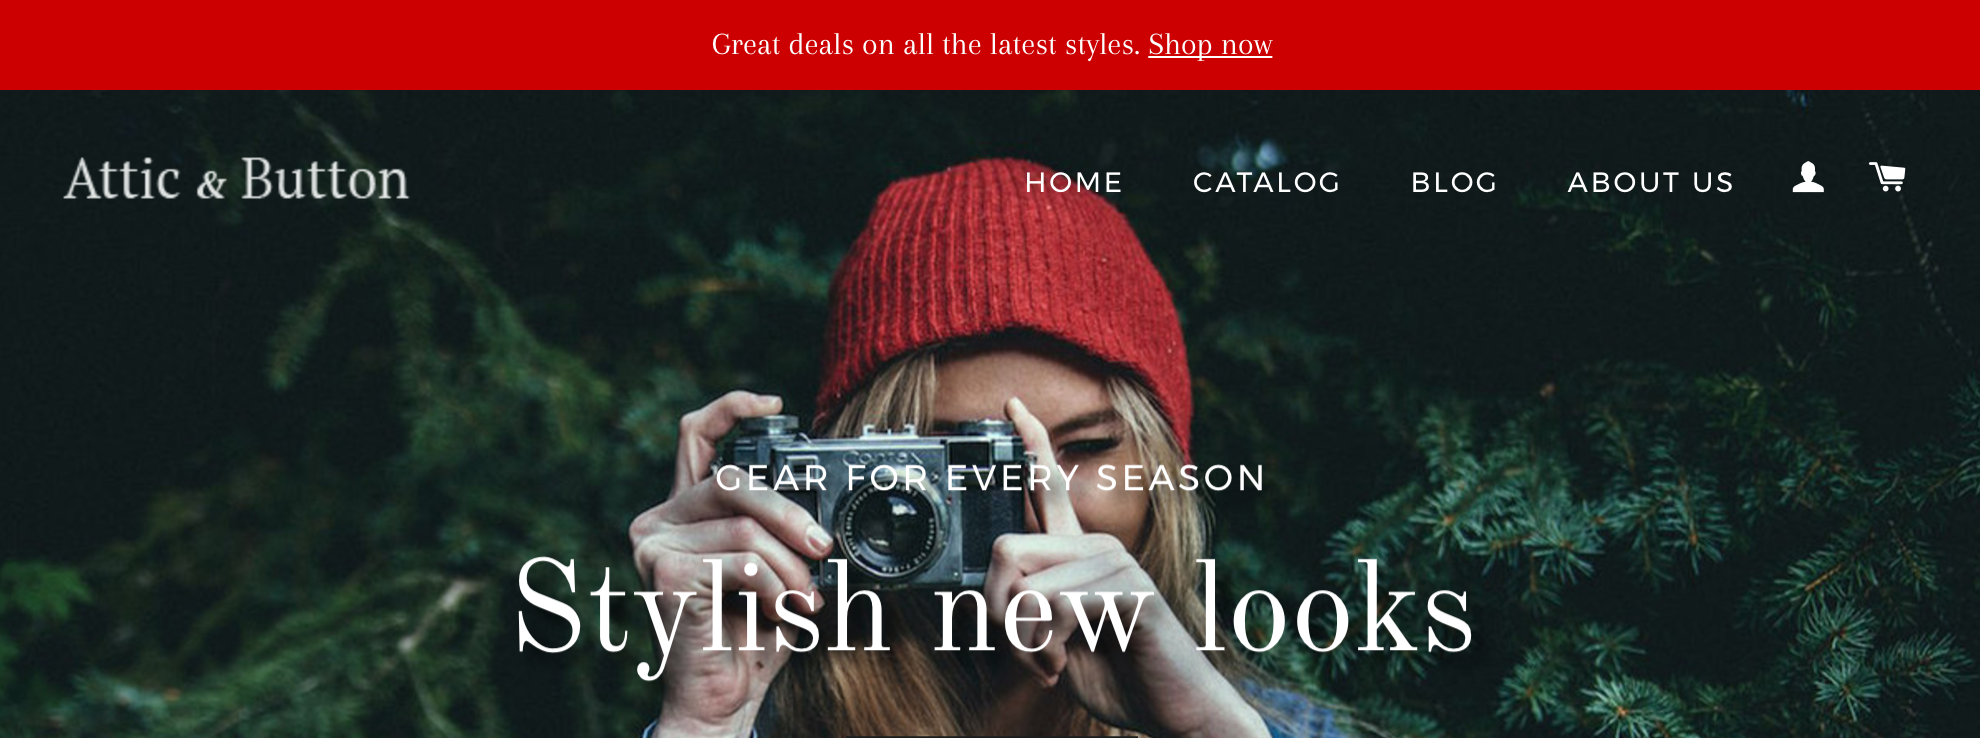 Great deals on all the latest styles. Shop now
Attic & Button
HOME CATALOG BLOG ABOUT US
Contax
GEAR FOR EVERY SEASON
Stylish new looks